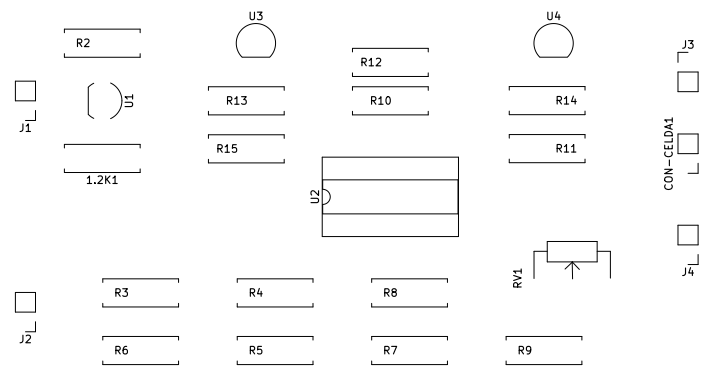 U3
U4
R2
J3
R12
U1
R13
R10
R14
J1
CON-CELDA1
R15
R11
1.2K1
U2
RV1
J4
R3
R4
R8
J2
R6
R5
R7
R9